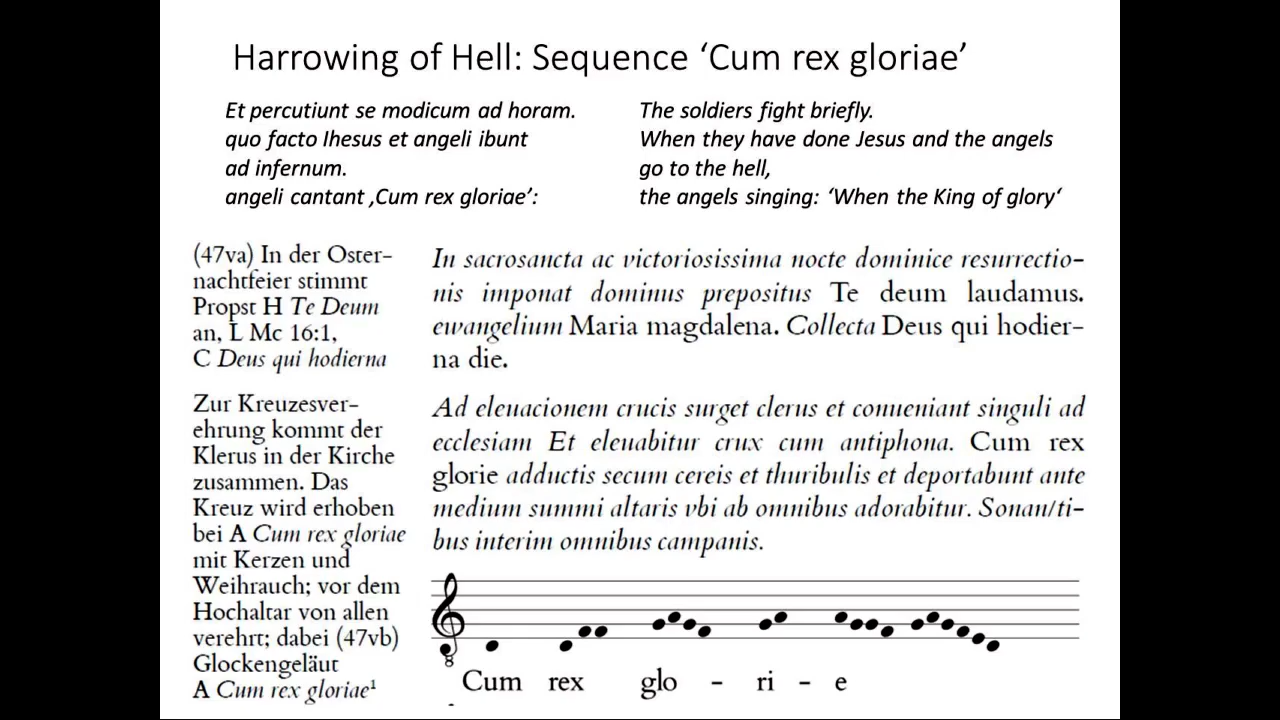 Harrowing of Hell: Sequence ‘Cum rex gloriae’
Et percutiunt se modicum ad horam.
quo facto Ihesus et angeli ibunt
ad infernum.
angeli cantant ‚Cum rex gloriae’:
The soldiers fight briefly.
When they have done Jesus and the angels
go to the hell,
the angels singing: ‘When the King of glory‘
(47va) In der Oster-
nachtfeier stimmt
Propst H Te Deum
an, L Mc 16:1,
C Deus qui hodierna
In sacrosancta ac victoriosissima nocte dominice resurrectio-
nis imponat dominus prepositus Te deum laudamus.
ewangelium Maria magdalena. Collecta Deus qui hodier-
na die.
Zur Kreuzesver-
ehrung kommt der
Klerus in der Kirche
zusammen. Das
Kreuz wird erhoben
bei A Cum rex gloriae
mit Kerzen und
Weihrauch; vor dem
Hochaltar von allen
verehrt; dabei (47vb)
Glockengeläut
A Cum rex gloriae¹
Ad eleuacionem crucis surget clerus et conueniant singuli ad
ecclesiam Et eleuabitur crux cum antiphona. Cum rex
glorie adductis secum cereis et thuribulis et deportabunt ante
medium summi altaris vbi ab omnibus adorabitur. Sonan/ti-
bus interim omnibus campanis.
8
Cum rex glo - ri - e